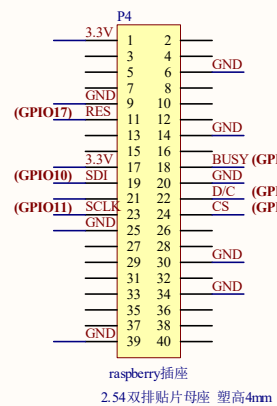 P4
3.3V
1 2
3 4
GND
5 6
7 8
GND
9 10
(GPIO17) RES
11 12
GND
13 14
15 16
3.3V BUSY (GP
17 18
(GPIO10) SDI GND
19 20
D/C (GP
21 22
(GPIO11) SCLK CS (GP
23 24
GND
25 26
27 28
GND
29 30
31 32
GND
33 34
35 36
37 38
GND
39 40
raspberry插座
2.54双排贴片母座 塑高4mm